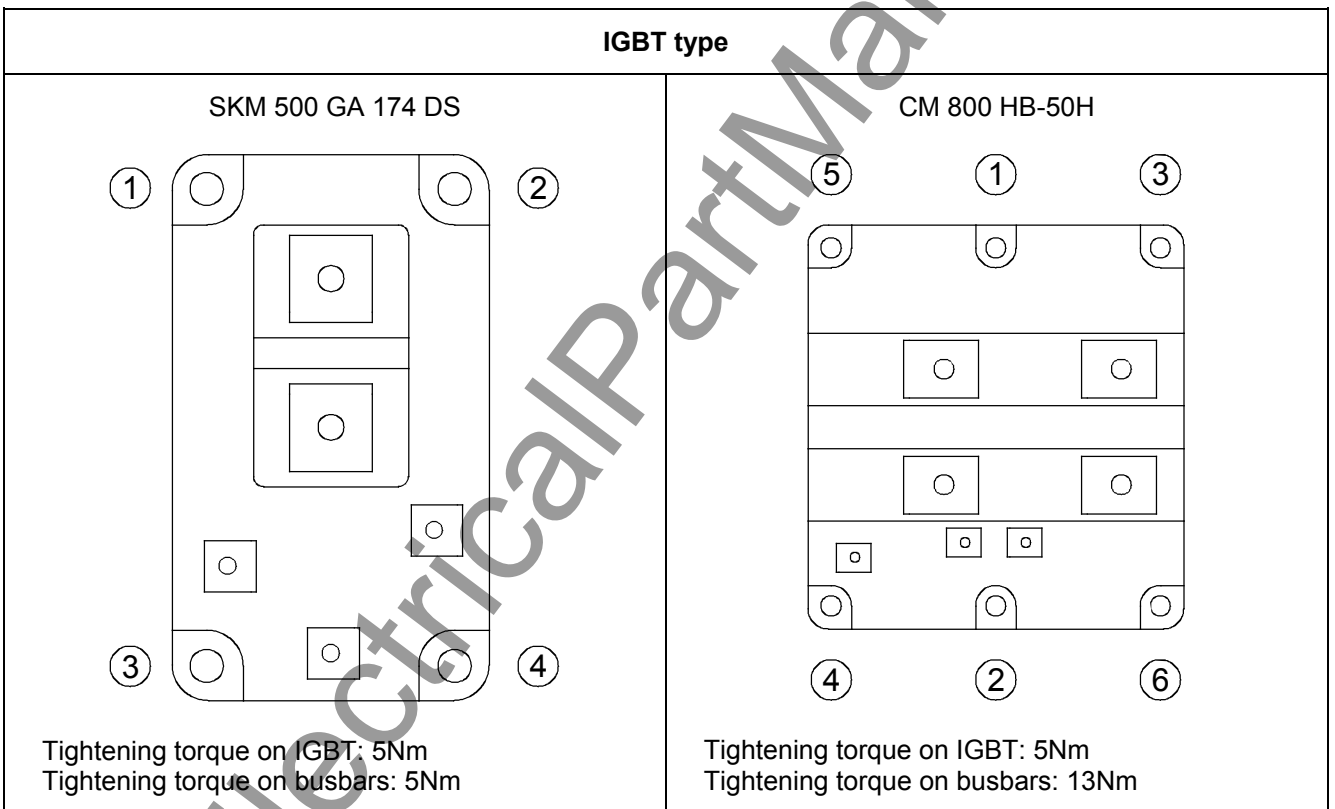 IGBT type
SKM 500 GA 174 DS
1
2
3
4
Tightening torque on IGBT: 5Nm
Tightening torque on busbars: 5Nm
CM 800 HB-50H
5 1 3
4 2 6
Tightening torque on IGBT: 5Nm
Tightening torque on busbars: 13Nm
lectricalPartMa